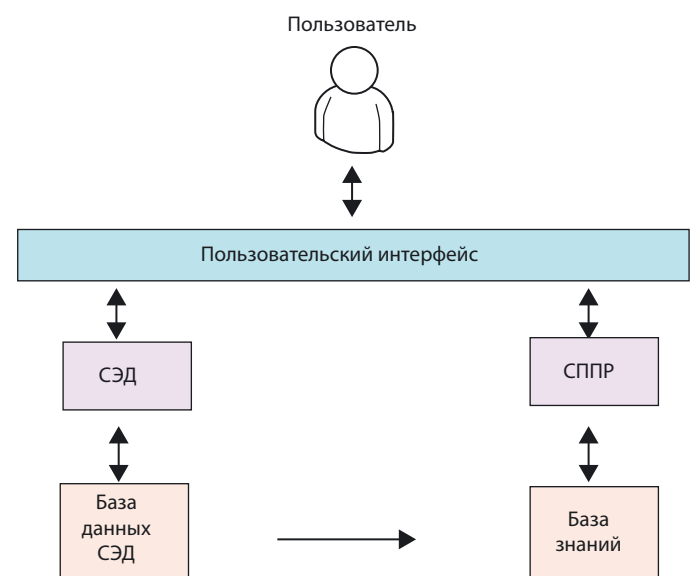 Пользователь
Пользовательский интерфейс
СЭД
СППР
База
данных
СЭД
База
знаний